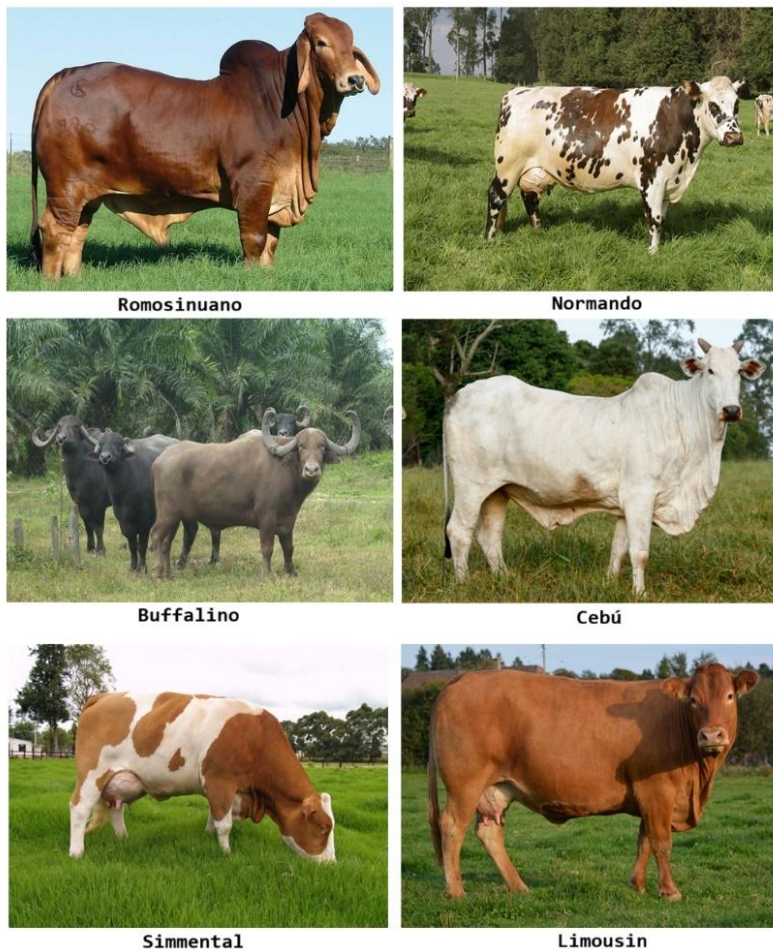 Romosinuano
Normando
Buffalino
Cebú
Simmental
Limousin